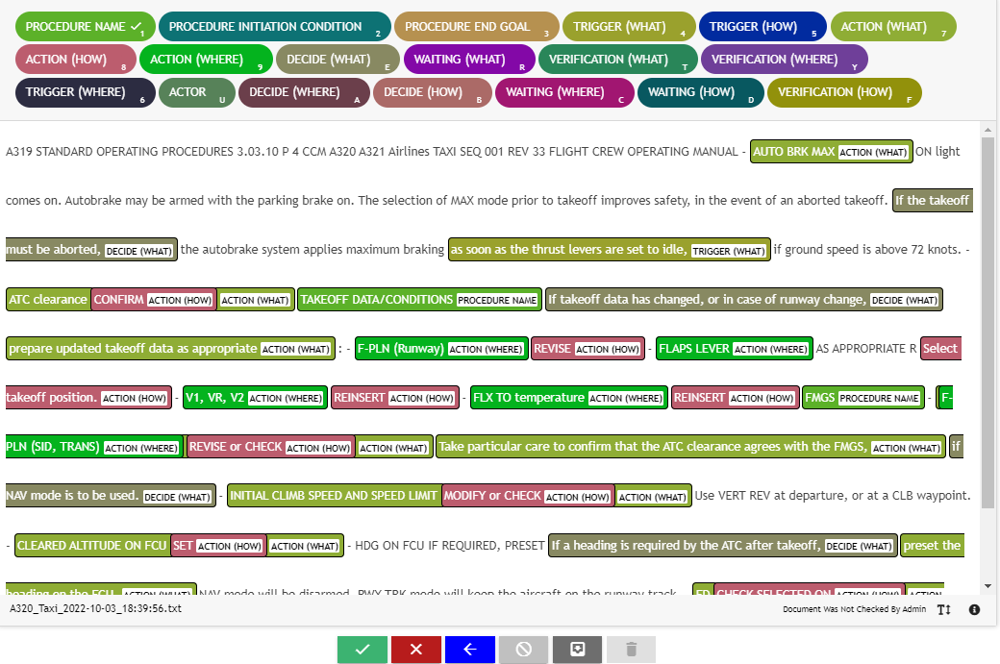 PROCEDURE NAME ✓ 1 PROCEDURE INITIATION CONDITION 2 PROCEDURE END GOAL 3 TRIGGER (WHAT) 4 TRIGGER (HOW) 5 ACTION (WHAT) 7
ACTION (HOW) 8 ACTION (WHERE) 9 DECIDE (WHAT) E WAITING (WHAT) R VERIFICATION (WHAT) T VERIFICATION (WHERE) Y
TRIGGER (WHERE) 6 ACTOR U DECIDE (WHERE) A DECIDE (HOW) B WAITING (WHERE) C WAITING (HOW) D VERIFICATION (HOW) F
A319 STANDARD OPERATING PROCEDURES 3.03.10 P 4 CCM A320 A321 Airlines TAXI SEQ 001 REV 33 FLIGHT CREW OPERATING MANUAL - AUTO BRK MAX ACTION (WHAT) ON light
comes on. Autobrake may be armed with the parking brake on. The selection of MAX mode prior to takeoff improves safety, in the event of an aborted takeoff. If the takeoff
must be aborted, DECIDE (WHAT) the autobrake system applies maximum braking as soon as the thrust levers are set to idle, TRIGGER (WHAT) if ground speed is above 72 knots. -
ATC clearance CONFIRM ACTION (HOW) ACTION (WHAT) TAKEOFF DATA/CONDITIONS PROCEDURE NAME If takeoff data has changed, or in case of runway change, DECIDE (WHAT)
prepare updated takeoff data as appropriate ACTION (WHAT) : - F-PLN (Runway) ACTION (WHERE) REVISE ACTION (HOW) - FLAPS LEVER ACTION (WHERE) AS APPROPRIATE R Select
takeoff position. ACTION (HOW) - V1, VR, V2 ACTION (WHERE) REINSERT ACTION (HOW) - FLX TO temperature ACTION (WHERE) REINSERT ACTION (HOW) FMGS PROCEDURE NAME - F-
PLN (SID, TRANS) ACTION (WHERE) REVISE or CHECK ACTION (HOW) ACTION (WHAT) Take particular care to confirm that the ATC clearance agrees with the FMGS, ACTION (WHAT) if
NAV mode is to be used. DECIDE (WHAT) - INITIAL CLIMB SPEED AND SPEED LIMIT MODIFY or CHECK ACTION (HOW) ACTION (WHAT) Use VERT REV at departure, or at a CLB waypoint.
- CLEARED ALTITUDE ON FCU SET ACTION (HOW) ACTION (WHAT) - HDG ON FCU IF REQUIRED, PRESET If a heading is required by the ATC after takeoff, DECIDE (WHAT) preset the
heading on the FCU. ACTION (WHAT) NAV mode will be disarmed. RWY TRK mode will keep the aircraft on the runway track. - FD CHECK SELECTED ON ACTION (HOW) ACTION
A320_Taxi_2022-10-03_18:39:56.txt Document Was Not Checked By Admin